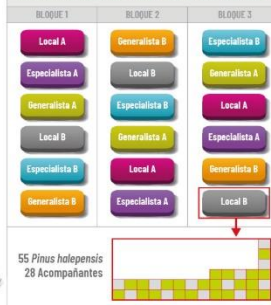 BLOQUE 1 BLOQUE 2 BLOQUE 3
Local A Generalista B Especialista B
Especialista A Local B Generalista A
Generalista A Especialista B Local A
Local B Generalista A Especialista A
Especialista B Local A Generalista B
Generalista B Especialista A Local B
55 Pinus halepensis
28 Acompañantes